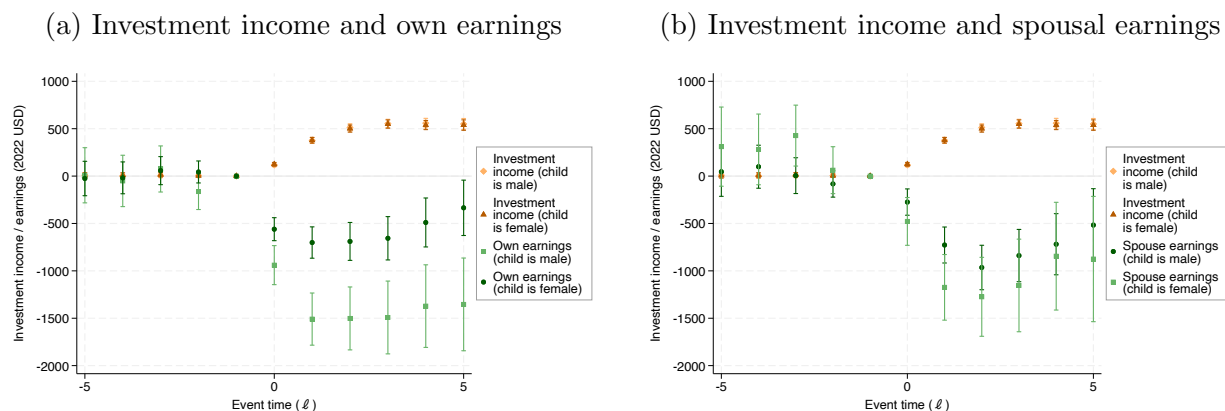 (a) Investment income and own earnings
Investment income / earnings (2022 USD)
1000
500
0
-500
-1000
-1500
-2000
-5
0
5
Event time (ℓ)
Investment
income (child
is male)
Investment
income (child
is female)
Own earnings
(child is male)
Own earnings
(child is female)
(b) Investment income and spousal earnings
Investment income / earnings (2022 USD)
1000
500
0
-500
-1000
-1500
-2000
-5
0
5
Event time (ℓ)
Investment
income (child
is male)
Investment
income (child
is female)
Spouse earnings
(child is male)
Spouse earnings
(child is female)